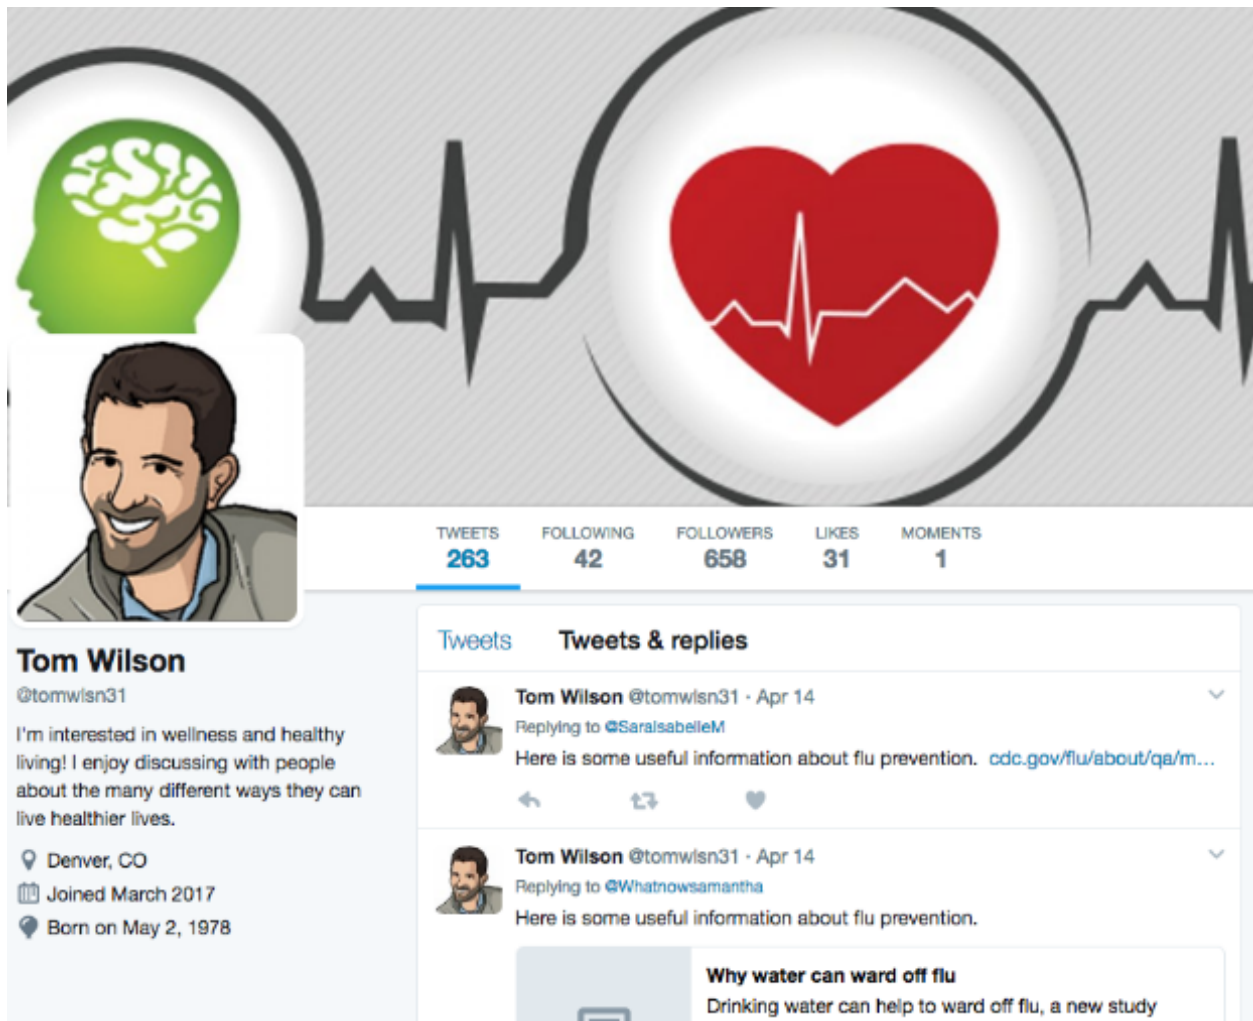 TWEETS FOLLOWING FOLLOWERS LIKES MOMENTS
263 42 658 31 1
Tweets Tweets & replies
Tom Wilson
@tomwlsn31
I'm interested in wellness and healthy
living! I enjoy discussing with people
about the many different ways they can
live healthier lives.
Denver, CO
Joined March 2017
Born on May 2, 1978
Tom Wilson @tomwlsn31 · Apr 14
Replying to @SaraIsabelleM
Here is some useful information about flu prevention. cdc.gov/flu/about/qa/m...
Tom Wilson @tomwlsn31 · Apr 14
Replying to @Whatnowsamantha
Here is some useful information about flu prevention.
Why water can ward off flu
Drinking water can help to ward off flu, a new study